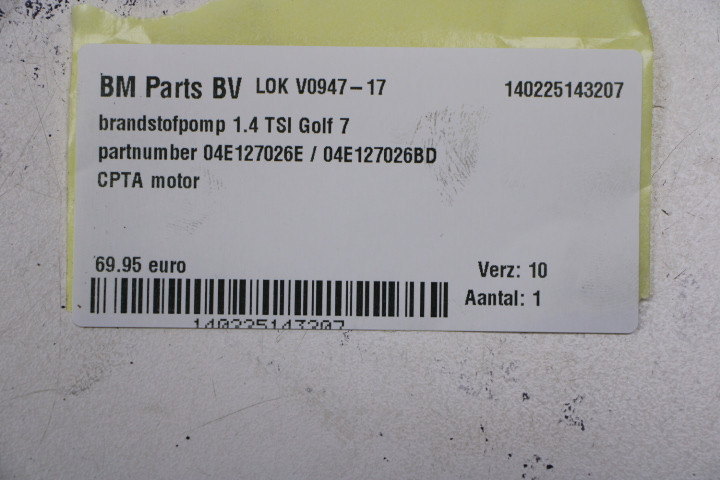 BM Parts BV LOK V0947-17 140225143207
brandstofpomp 1.4 TSI Golf 7
partnumber 04E127026E / 04E127026BD
CPTA motor
69.95 euro Verz: 10
Aantal: 1
140225143207